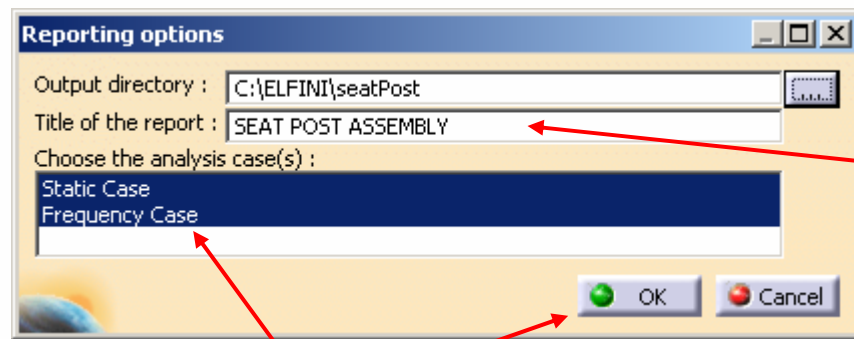 Reporting options
Output directory : C:\ELFINI\seatPost ...
Title of the report : SEAT POST ASSEMBLY
Choose the analysis case(s) :
Static Case
Frequency Case
OK Cancel